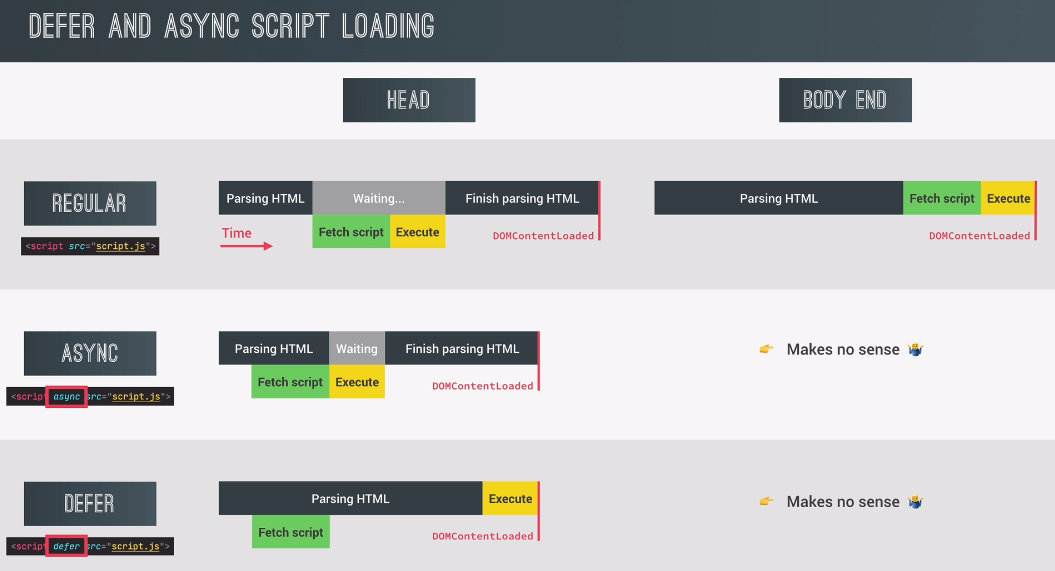 DEFER AND ASYNC SCRIPT LOADING
HEAD
BODY END
REGULAR
<script src="script.js">
Parsing HTML
Waiting...
Finish parsing HTML
Fetch script
Execute
Time
DOMContentLoaded
Parsing HTML
Fetch script
Execute
DOMContentLoaded
ASYNC
<script async src="script.js">
Parsing HTML
Waiting
Finish parsing HTML
Fetch script
Execute
DOMContentLoaded
👉 Makes no sense 🤷‍♂️
DEFER
<script defer src="script.js">
Parsing HTML
Execute
Fetch script
DOMContentLoaded
👉 Makes no sense 🤷‍♂️